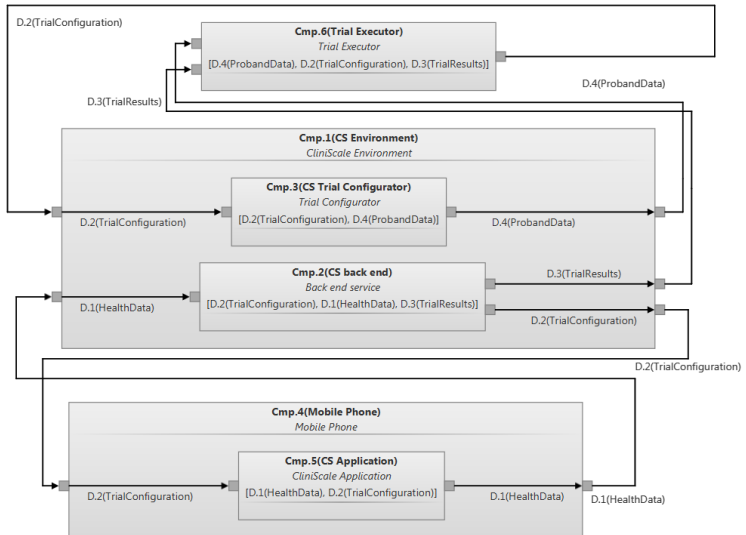 D.2(TrialConfiguration)
Cmp.6(Trial Executor)
Trial Executor
[D.4(ProbandData), D.2(TrialConfiguration), D.3(TrialResults)]
D.4(ProbandData)
D.3(TrialResults)
Cmp.1(CS Environment)
CliniScale Environment
Cmp.3(CS Trial Configurator)
Trial Configurator
[D.2(TrialConfiguration), D.4(ProbandData)]
D.2(TrialConfiguration)
D.4(ProbandData)
Cmp.2(CS back end)
Back end service
[D.2(TrialConfiguration), D.1(HealthData), D.3(TrialResults)]
D.3(TrialResults)
D.1(HealthData)
D.2(TrialConfiguration)
D.2(TrialConfiguration)
Cmp.4(Mobile Phone)
Mobile Phone
Cmp.5(CS Application)
CliniScale Application
[D.1(HealthData), D.2(TrialConfiguration)]
D.2(TrialConfiguration)
D.1(HealthData)
D.1(HealthData)